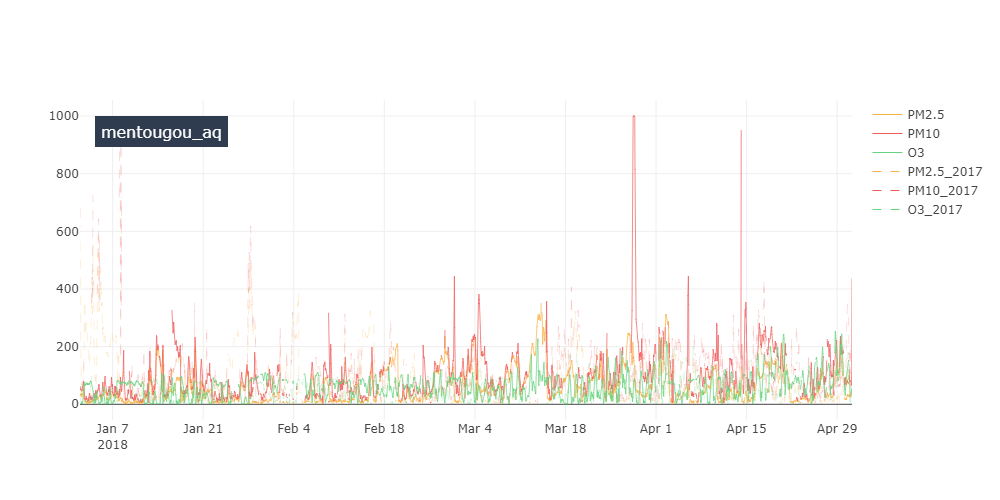 mentougou_aq
1000
800
600
400
200
0
Jan 7
2018
Jan 21
Feb 4
Feb 18
Mar 4
Mar 18
Apr 1
Apr 15
Apr 29
PM2.5
PM10
O3
PM2.5_2017
PM10_2017
O3_2017